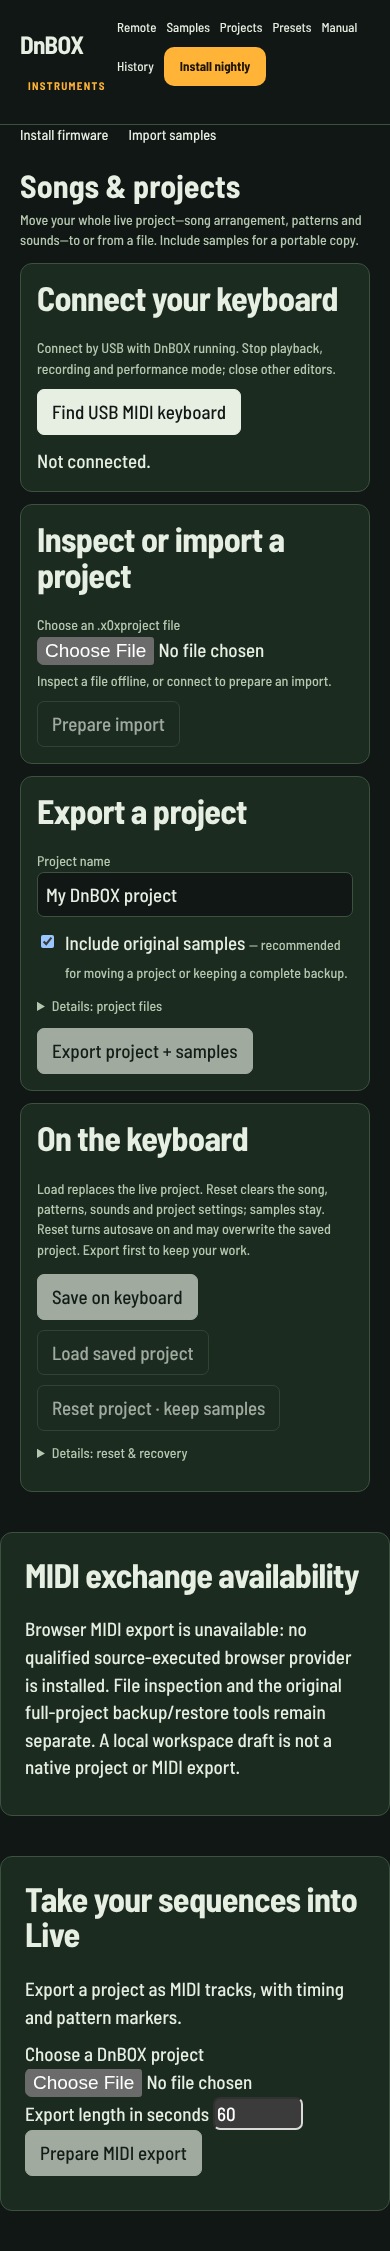 DnBOX
INSTRUMENTS
Remote Samples Projects Presets Manual
History Install nightly
Install firmware Import samples
Songs & projects
Move your whole live project—song arrangement, patterns and
sounds—to or from a file. Include samples for a portable copy.
Connect your keyboard
Connect by USB with DnBOX running. Stop playback,
recording and performance mode; close other editors.
Find USB MIDI keyboard
Not connected.
Inspect or import a
project
Choose an .x0xproject file
Choose File No file chosen
Inspect a file offline, or connect to prepare an import.
Prepare import
Export a project
Project name
My DnBOX project
Include original samples — recommended
for moving a project or keeping a complete backup.
Details: project files
Export project + samples
On the keyboard
Load replaces the live project. Reset clears the song,
patterns, sounds and project settings; samples stay.
Reset turns autosave on and may overwrite the saved
project. Export first to keep your work.
Save on keyboard
Load saved project
Reset project · keep samples
Details: reset & recovery
MIDI exchange availability
Browser MIDI export is unavailable: no
qualified source-executed browser provider
is installed. File inspection and the original
full-project backup/restore tools remain
separate. A local workspace draft is not a
native project or MIDI export.
Take your sequences into
Live
Export a project as MIDI tracks, with timing
and pattern markers.
Choose a DnBOX project
Choose File No file chosen
Export length in seconds 60
Prepare MIDI export